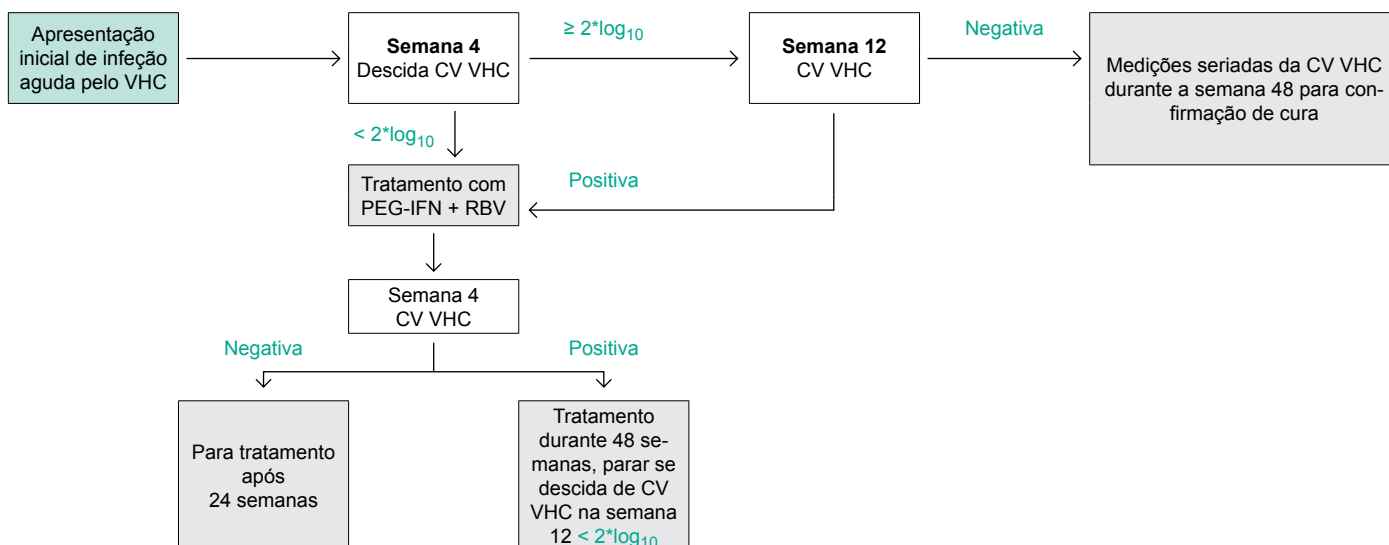 Apresentação
inicial de infeção
aguda pelo VHC
Semana 4
Descida CV VHC
≥ 2*log10
Semana 12
CV VHC
Negativa
Medições seriadas da CV VHC
durante a semana 48 para con-
firmação de cura
< 2*log10
Tratamento com
PEG-IFN + RBV
Positiva
Semana 4
CV VHC
Negativa
Positiva
Para tratamento
após
24 semanas
Tratamento
durante 48 se-
manas, parar se
descida de CV
VHC na semana
12 < 2*log10